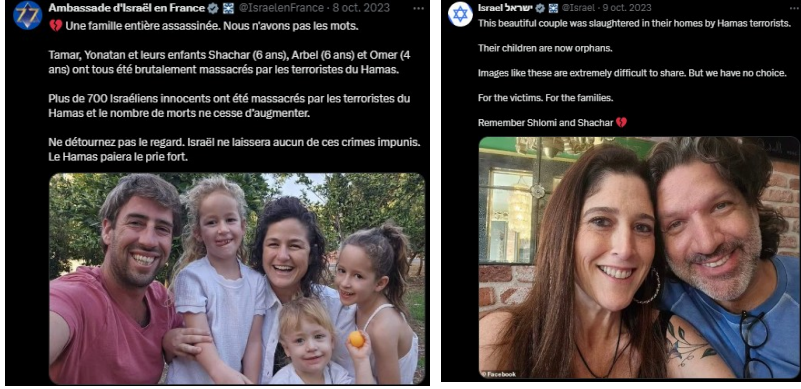 77
Ambassade d'Israël en France @IsraelenFrance · 8 oct. 2023
💔 Une famille entière assassinée. Nous n'avons pas les mots.
Tamar, Yonatan et leurs enfants Shachar (6 ans), Arbel (6 ans) et Omer (4
ans) ont tous été brutalement massacrés par les terroristes du Hamas.
Plus de 700 Israéliens innocents ont été massacrés par les terroristes du
Hamas et le nombre de morts ne cesse d'augmenter.
Ne détournez pas le regard. Israël ne laissera aucun de ces crimes impunis.
Le Hamas paiera le prie fort.
Israel ישראל @Israel · 9 oct. 2023
This beautiful couple was slaughtered in their homes by Hamas terrorists.
Their children are now orphans.
Images like these are extremely difficult to share. But we have no choice.
For the victims. For the families.
Remember Shlomi and Shachar 💔
© Facebook